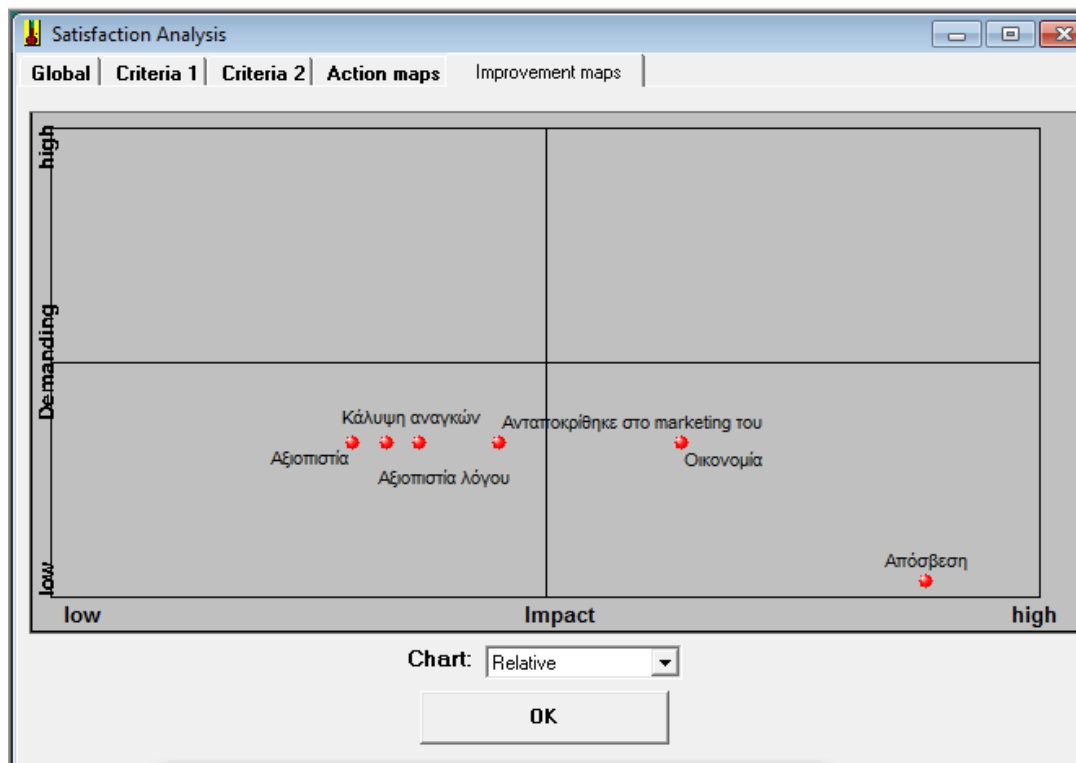 Satisfaction Analysis
Global Criteria 1 Criteria 2 Action maps Improvement maps
high
Demanding
low
Κάλυψη αναγκών
Ανταποκρίθηκε στο marketing του
Αξιοπιστία
Οικονομία
Αξιοπιστία λόγου
Απόσβεση
low Impact high
Chart: Relative
OK